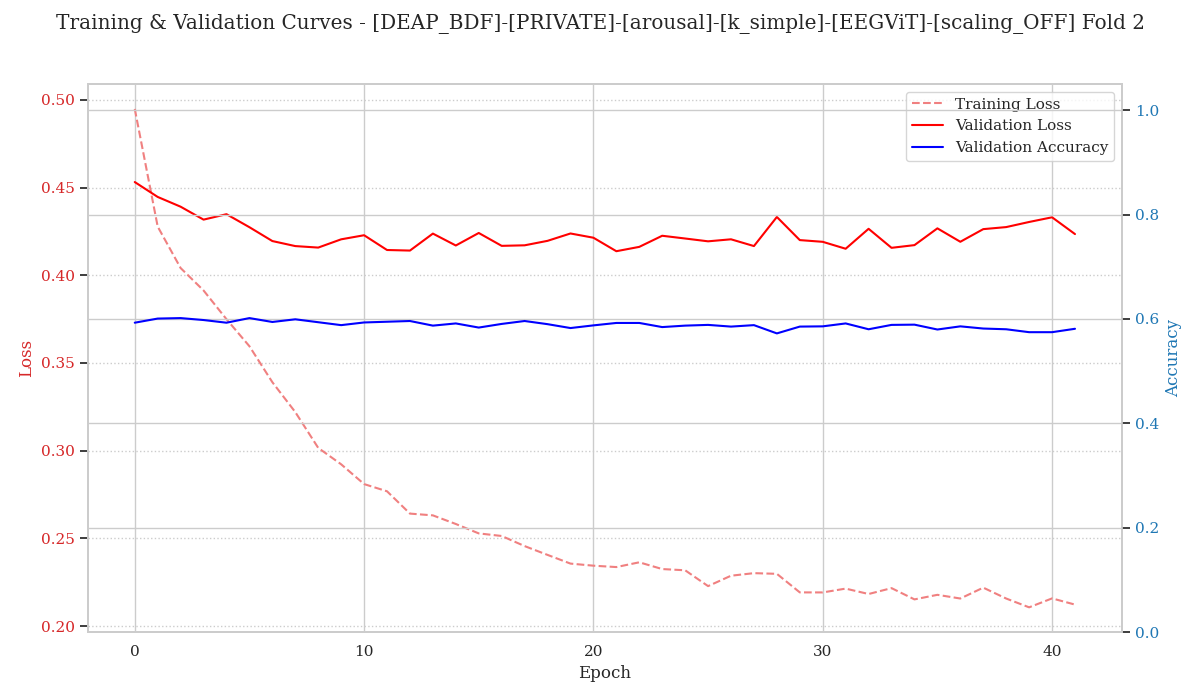 Training & Validation Curves - [DEAP_BDF]-[PRIVATE]-[arousal]-[k_simple]-[EEGViT]-[scaling_OFF] Fold 2
Training Loss
Validation Loss
Validation Accuracy
0.50
0.45
0.40
0.35
0.30
0.25
0.20
Loss
1.0
0.8
0.6
0.4
0.2
0.0
Accuracy
0
10
20
30
40
Epoch